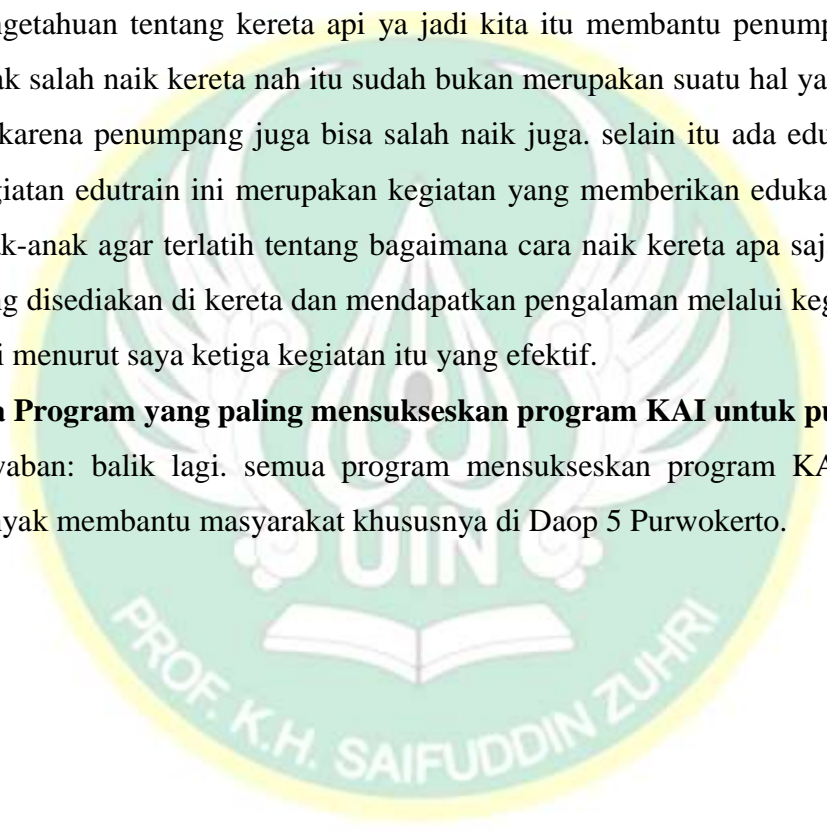 ngetahuan tentang kereta api ya jadi kita itu membantu penump
ak salah naik kereta nah itu sudah bukan merupakan suatu hal ya
karena penumpang juga bisa salah naik juga. selain itu ada edu
giatan edutrain ini merupakan kegiatan yang memberikan eduka
ak-anak agar terlatih tentang bagaimana cara naik kereta apa saj
ng disediakan di kereta dan mendapatkan pengalaman melalui keg
i menurut saya ketiga kegiatan itu yang efektif.
a Program yang paling mensukseskan program KAI untuk pu
vaban: balik lagi. semua program mensukseskan program KA
nyak membantu masyarakat khususnya di Daop 5 Purwokerto.
UIN
PROF. K.H. SAIFUDDIN ZUHRI